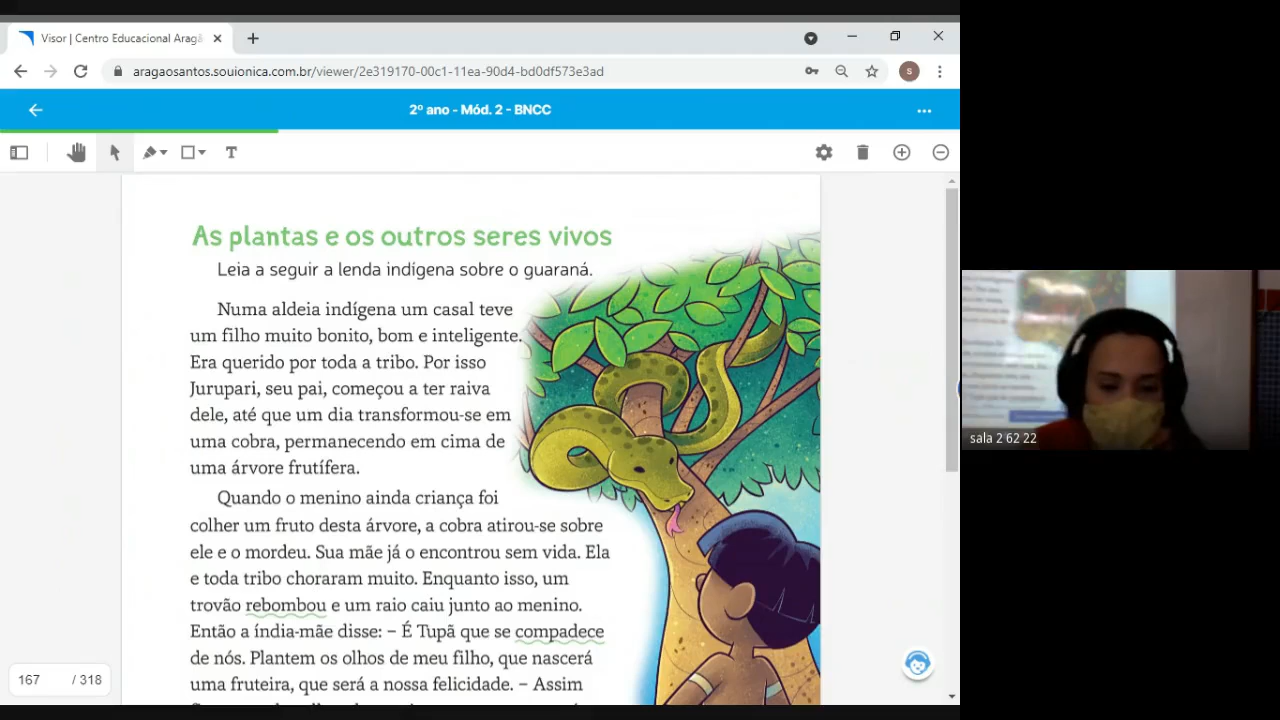 Visor | Centro Educacional Aragã
aragaosantos.souionica.com.br/viewer/2e319170-00c1-11ea-90d4-bd0df573e3ad
S
2º ano - Mód. 2 - BNCC
T
As plantas e os outros seres vivos
Leia a seguir a lenda indígena sobre o guaraná.
Numa aldeia indígena um casal teve
um filho muito bonito, bom e inteligente.
Era querido por toda a tribo. Por isso
Jurupari, seu pai, começou a ter raiva
dele, até que um dia transformou-se em
uma cobra, permanecendo em cima de
uma árvore frutífera.
Quando o menino ainda criança foi
colher um fruto desta árvore, a cobra atirou-se sobre
ele e o mordeu. Sua mãe já o encontrou sem vida. Ela
e toda tribo choraram muito. Enquanto isso, um
trovão rebombou e um raio caiu junto ao menino.
Então a índia-mãe disse: – É Tupã que se compadece
de nós. Plantem os olhos de meu filho, que nascerá
uma fruteira, que será a nossa felicidade. – Assim
167 / 318
sala 2 62 22